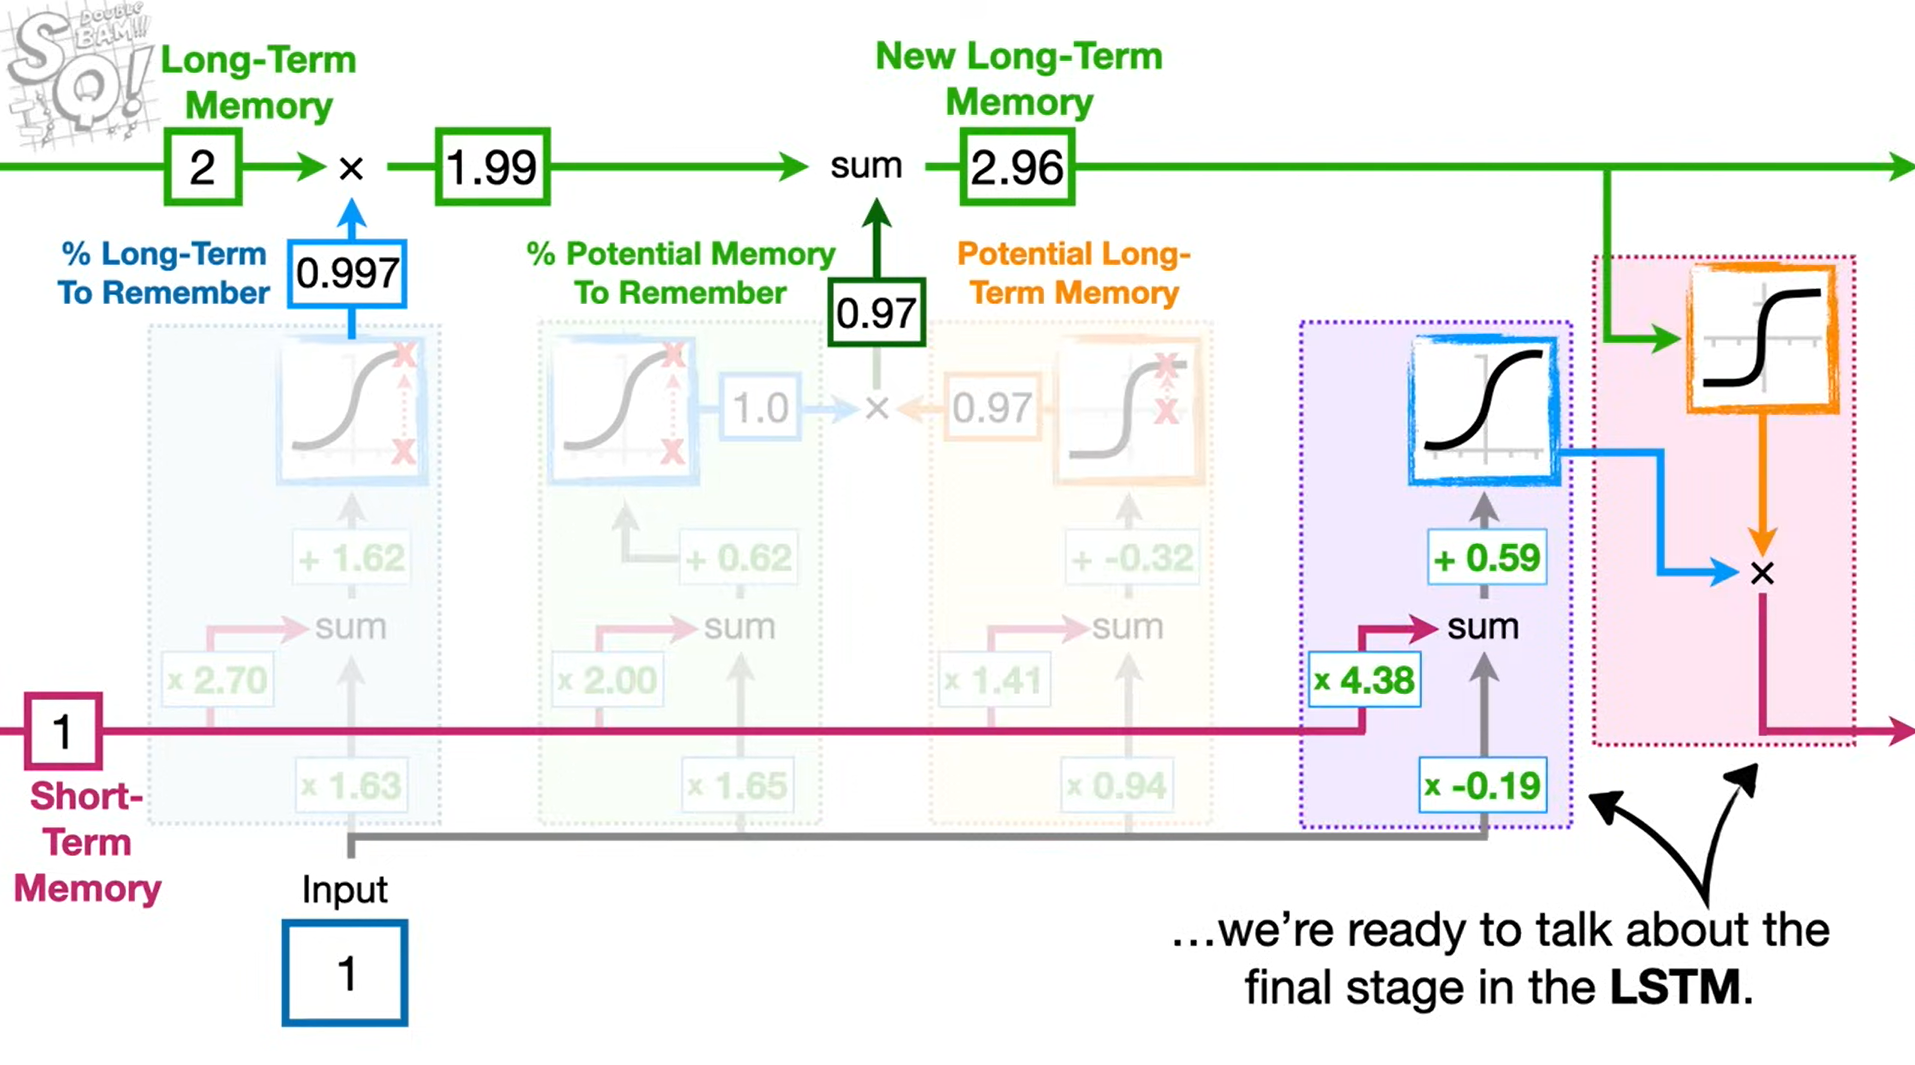 DOUBLE
BAM!!!
SQ!
Long-Term
Memory
New Long-Term
Memory
2
×
1.99
sum
2.96
% Long-Term
To Remember
0.997
% Potential Memory
To Remember
0.97
Potential Long-
Term Memory
1.0
×
0.97
+ 1.62
+ 0.62
+ -0.32
+ 0.59
×
sum
sum
sum
sum
x 2.70
x 2.00
x 1.41
x 4.38
1
Short-
Term
Memory
x 1.63
x 1.65
x 0.94
x -0.19
Input
1
...we're ready to talk about the
final stage in the LSTM.